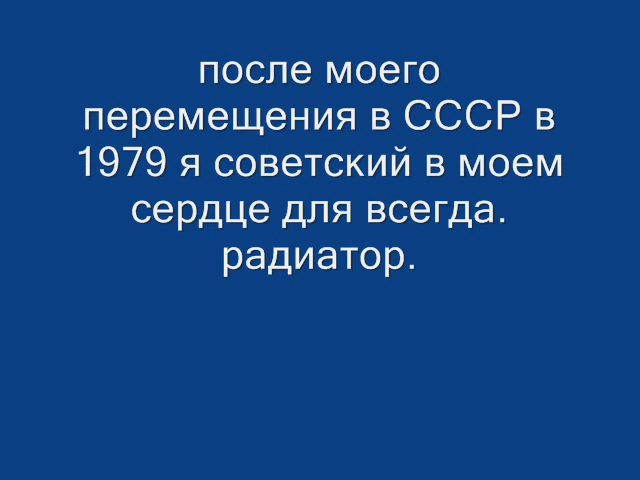 после моего
перемещения в СССР в
1979 я советский в моем
сердце для всегда.
радиатор.